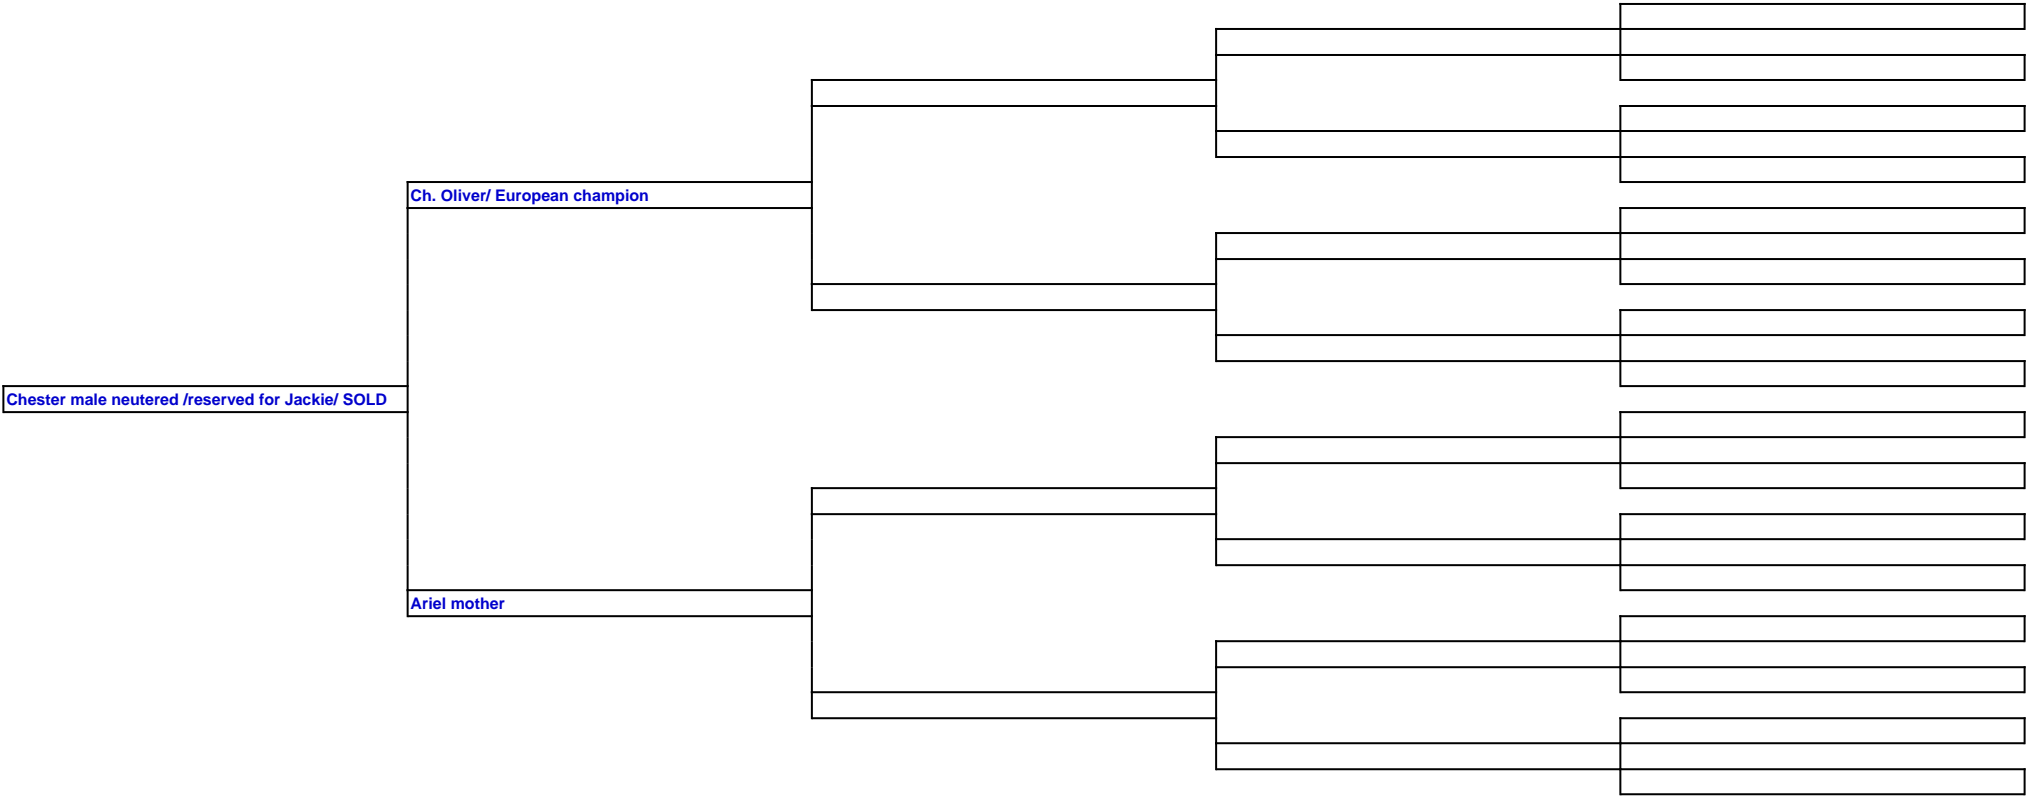 Ch. Oliver/ European champion
Chester male neutered /reserved for Jackie/ SOLD
Ariel mother